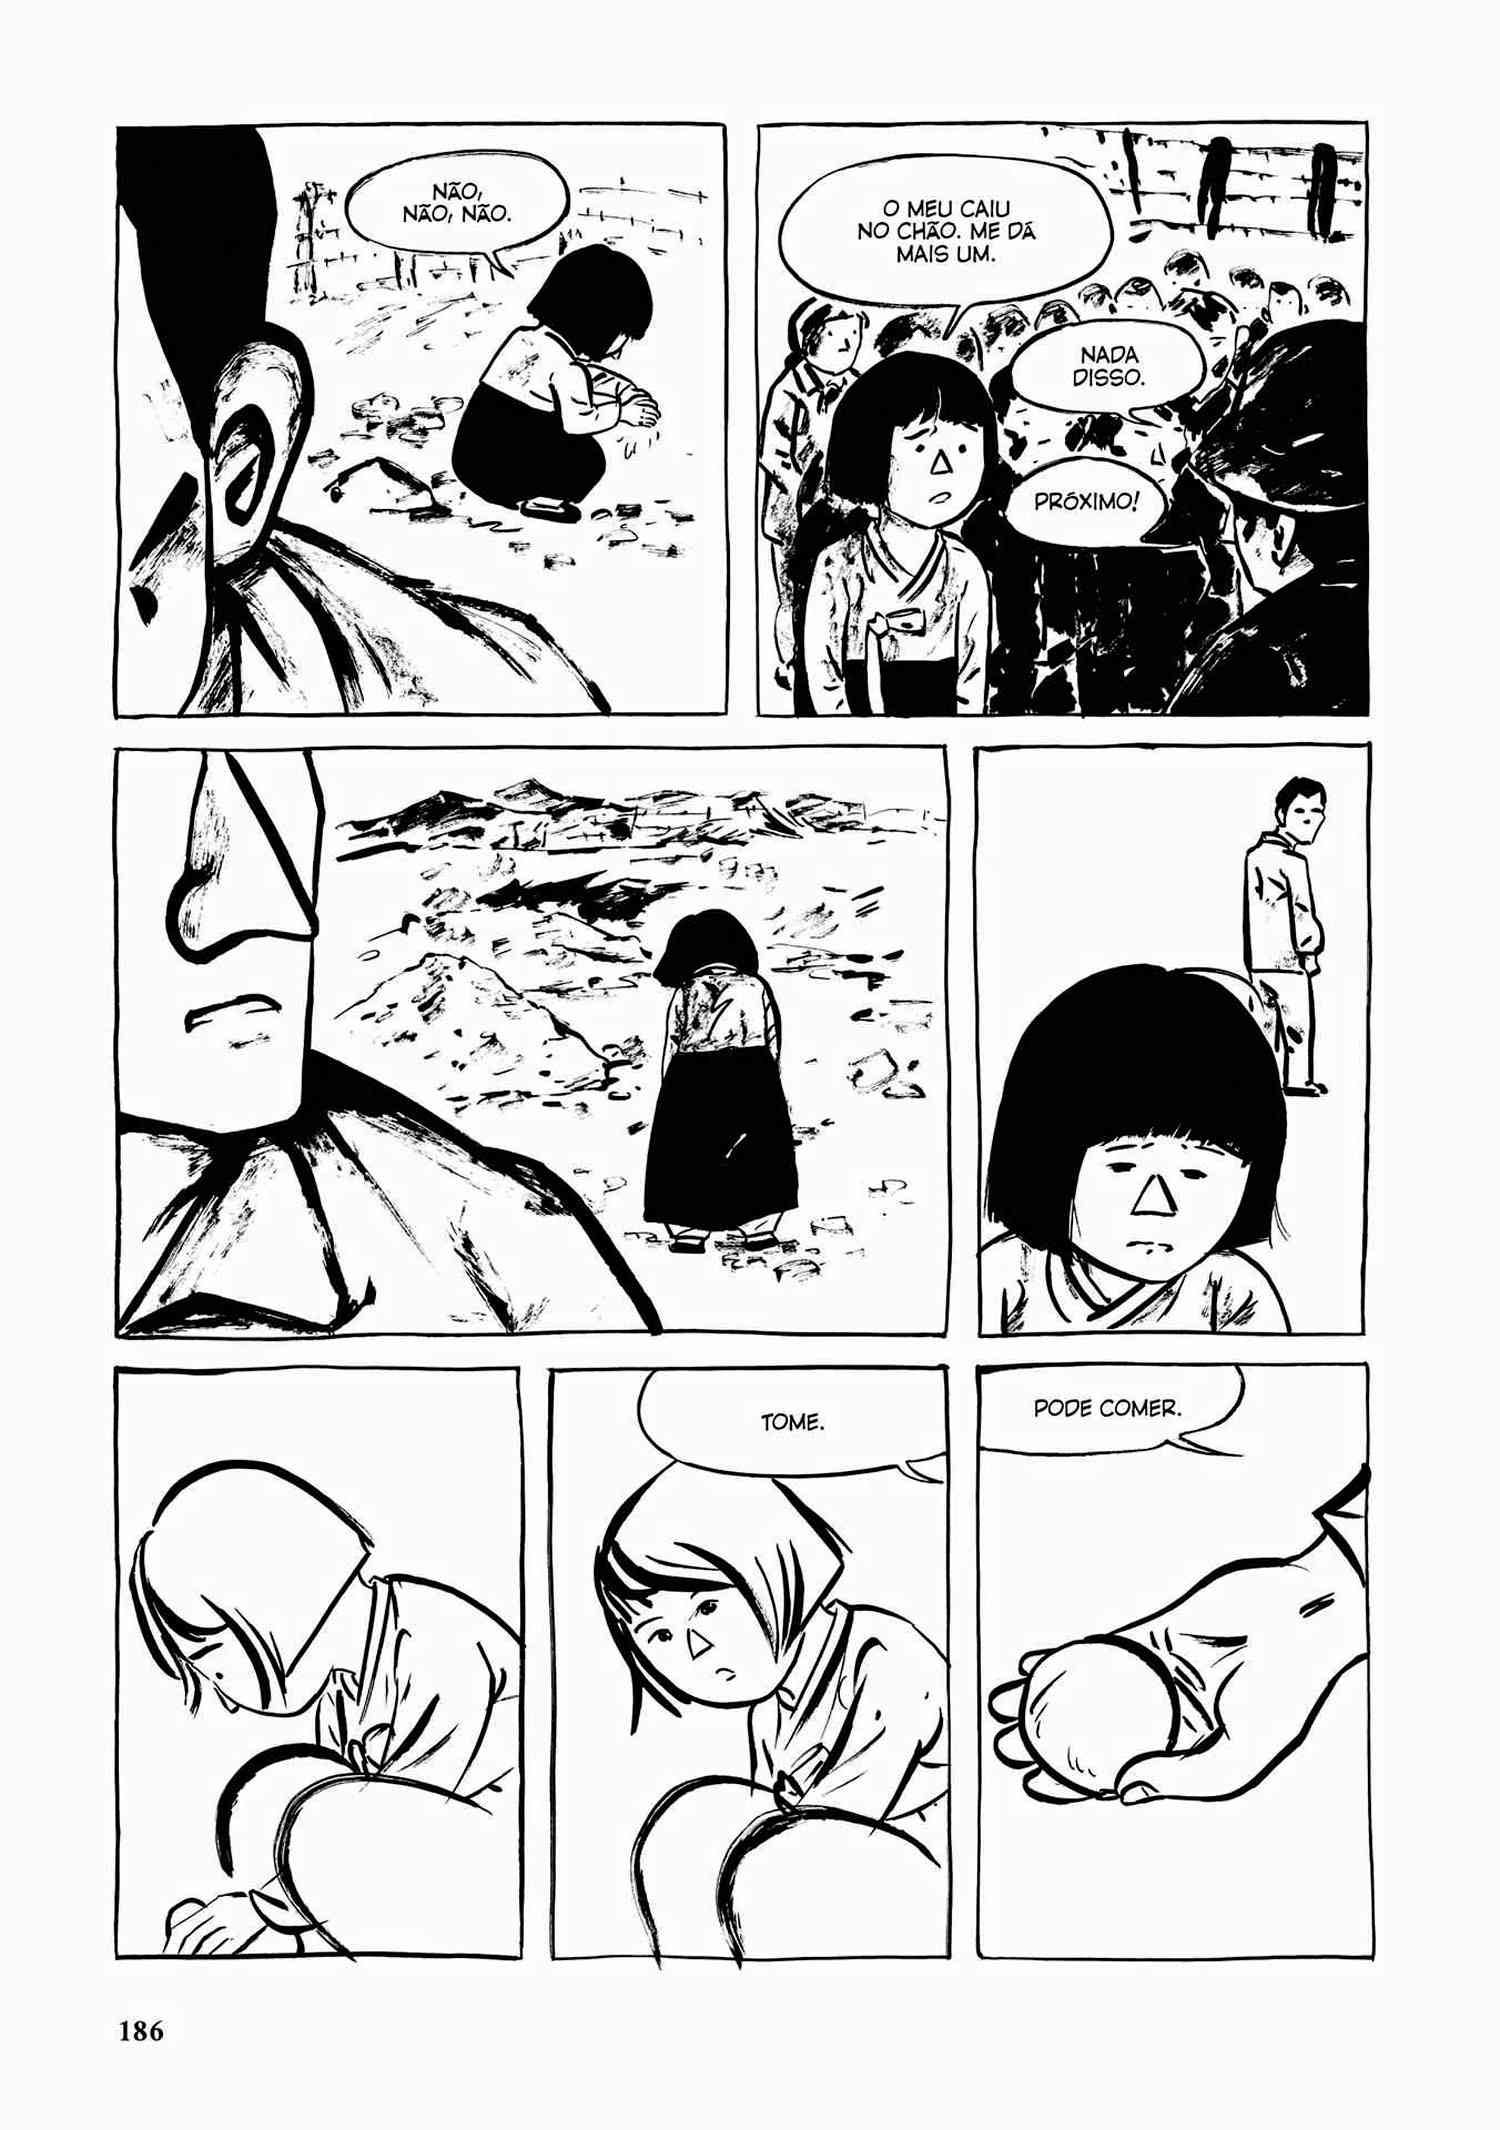 NÃO,
NÃO, NÃO.
O MEU CAIU
NO CHÃO. ME DÁ
MAIS UM.
NADA
DISSO.
PRÓXIMO!
TOME.
PODE COMER.
186